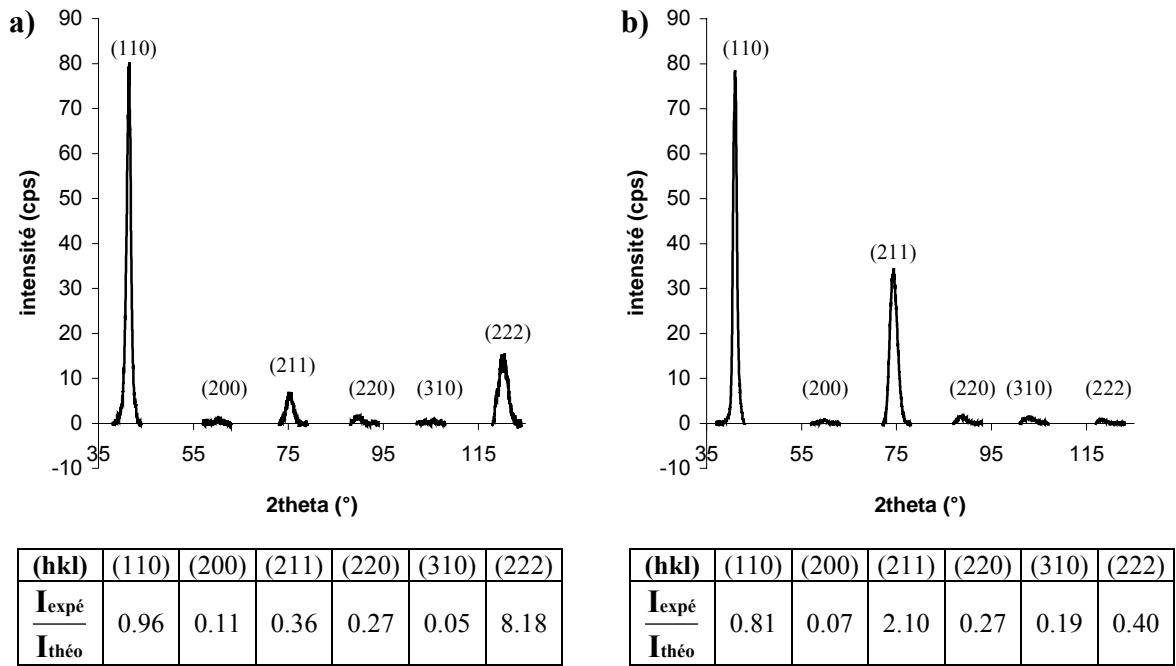 a)
90
80
70
60
50
40
30
20
10
0
-10
intensité (cps)
(110)
(200)
(211)
(220)
(310)
(222)
35 55 75 95 115
2theta (°)
(hkl) (110) (200) (211) (220) (310) (222)
Iexpé
Ithéo
0.96 0.11 0.36 0.27 0.05 8.18
b)
90
80
70
60
50
40
30
20
10
0
-10
intensité (cps)
(110)
(200)
(211)
(220)
(310)
(222)
35 55 75 95 115
2theta (°)
(hkl) (110) (200) (211) (220) (310) (222)
Iexpé
Ithéo
0.81 0.07 2.10 0.27 0.19 0.40